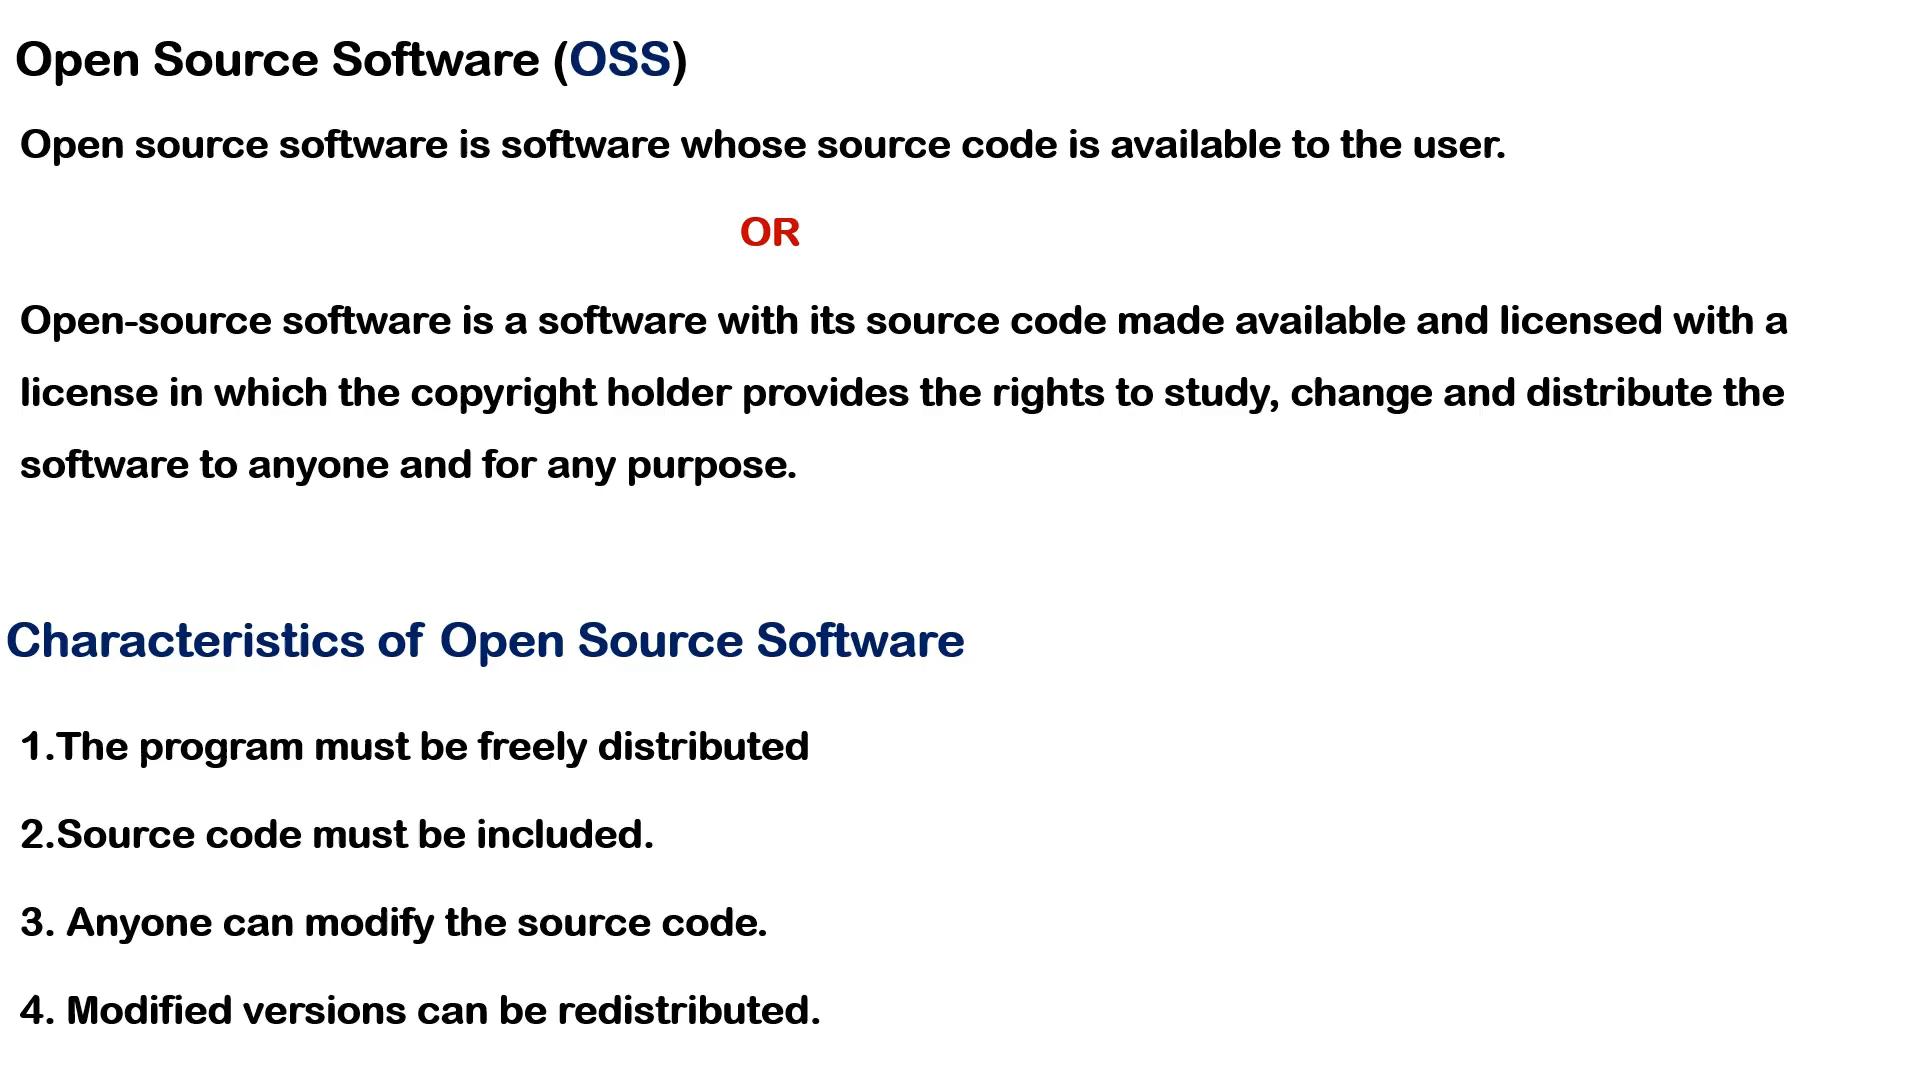 Open Source Software (OSS)
Open source software is software whose source code is available to the user.
OR
Open-source software is a software with its source code made available and licensed with a
license in which the copyright holder provides the rights to study, change and distribute the
software to anyone and for any purpose.
Characteristics of Open Source Software
1.The program must be freely distributed
2.Source code must be included.
3. Anyone can modify the source code.
4. Modified versions can be redistributed.